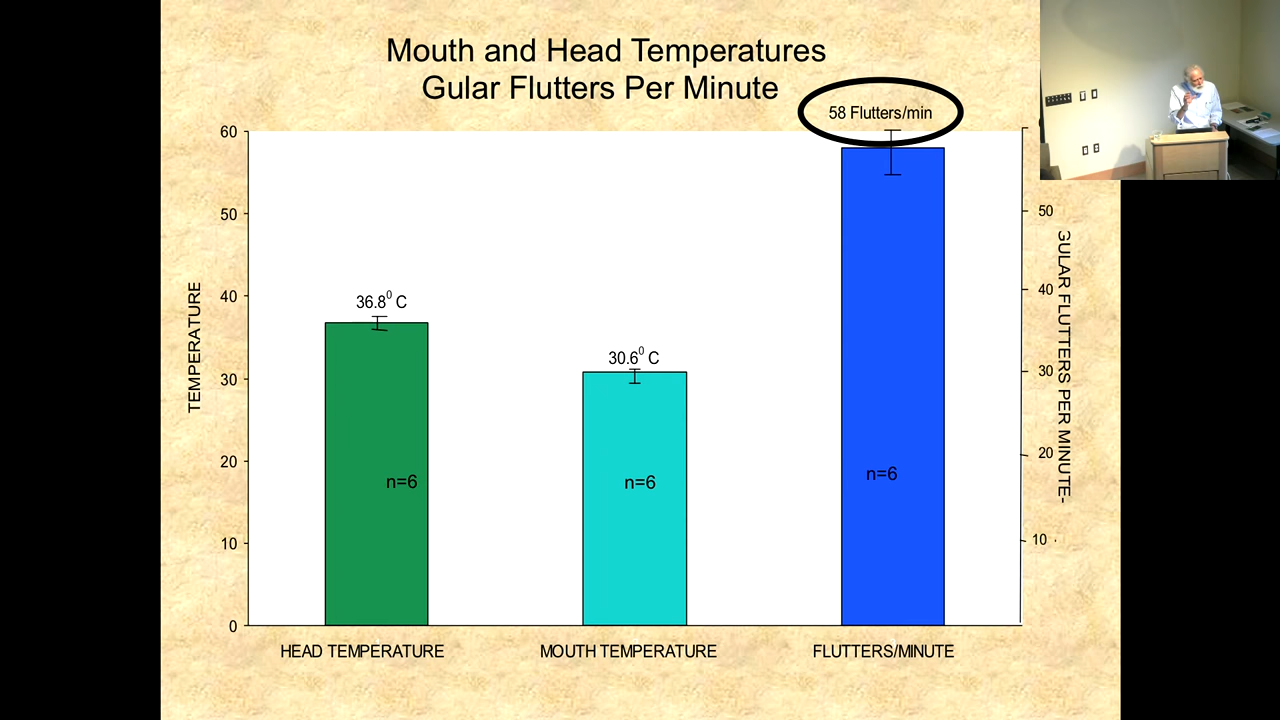 Mouth and Head Temperatures
Gular Flutters Per Minute
58 Flutters/min
60
50
40
30
20
10
0
TEMPERATURE
36.8⁰ C
30.6⁰ C
n=6
n=6
n=6
50
40
30
20
10
GULAR FLUTTERS PER MINUTE-
HEAD TEMPERATURE
MOUTH TEMPERATURE
FLUTTERS/MINUTE